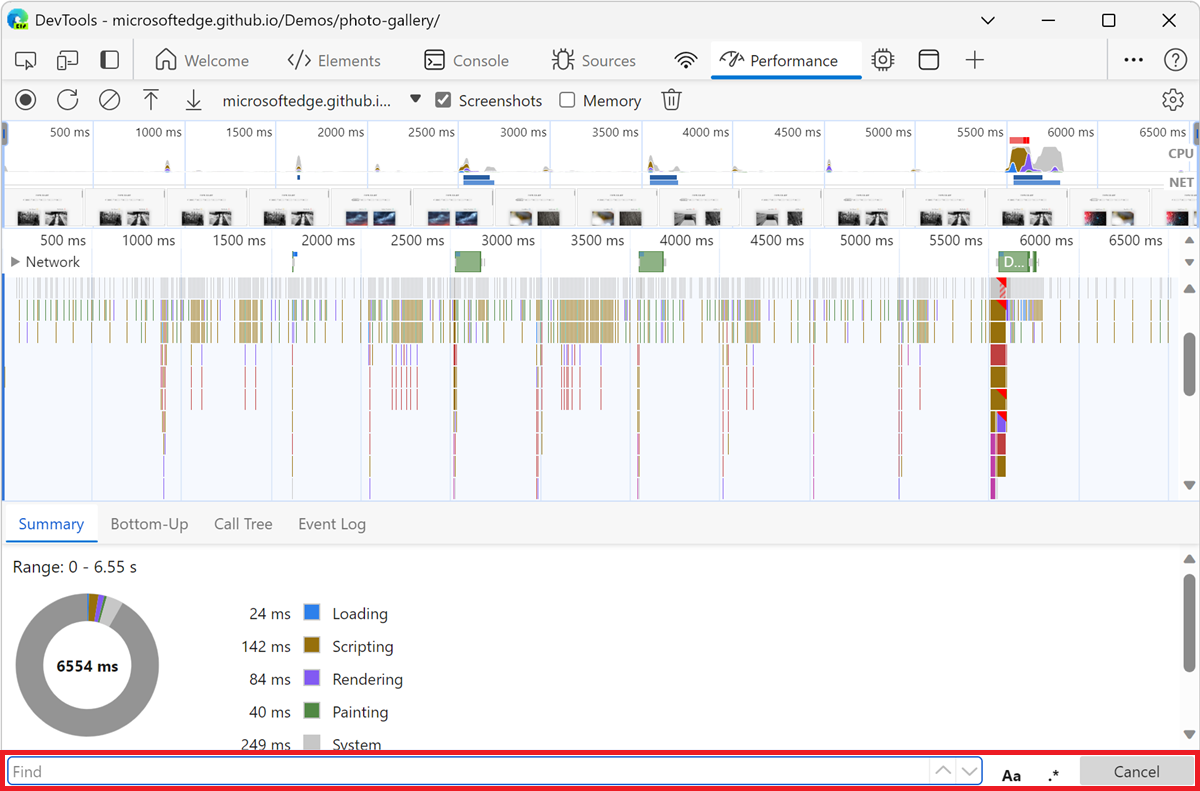 DevTools - microsoftedge.github.io/Demos/photo-gallery/
Welcome Elements Console Sources Performance
microsoftedge.github.i... Screenshots Memory
500 ms 1000 ms 1500 ms 2000 ms 2500 ms 3000 ms 3500 ms 4000 ms 4500 ms 5000 ms 5500 ms 6000 ms 6500 ms
CPU
NET
500 ms 1000 ms 1500 ms 2000 ms 2500 ms 3000 ms 3500 ms 4000 ms 4500 ms 5000 ms 5500 ms 6000 ms 6500 ms
Network D...
Summary Bottom-Up Call Tree Event Log
Range: 0 - 6.55 s
6554 ms
24 ms Loading
142 ms Scripting
84 ms Rendering
40 ms Painting
249 ms System
Find Aa .* Cancel